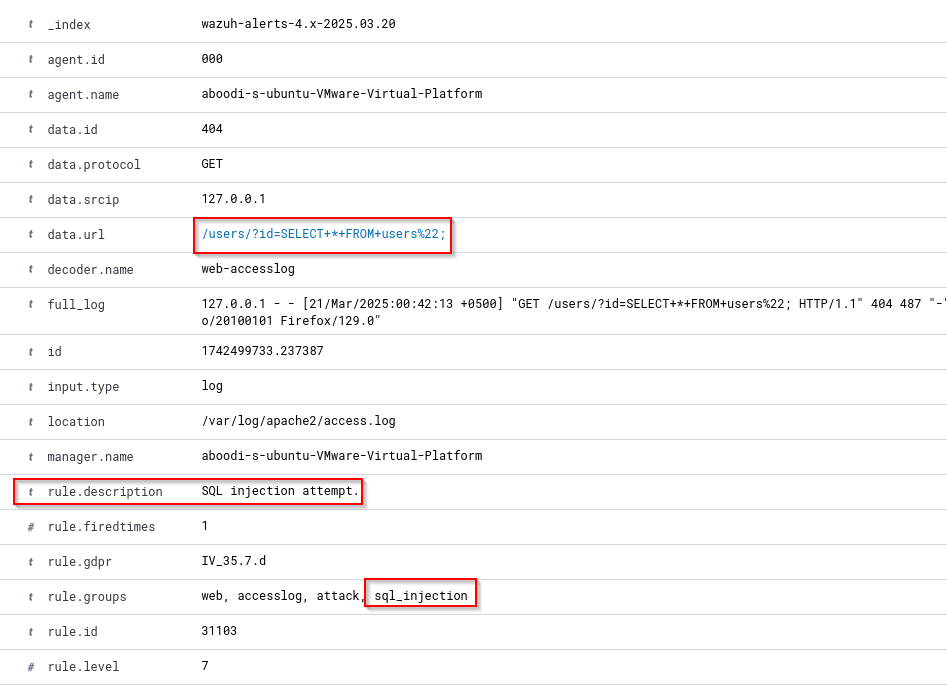 t _index wazuh-alerts-4.x-2025.03.20
t agent.id 000
t agent.name aboodi-s-ubuntu-VMware-Virtual-Platform
t data.id 404
t data.protocol GET
t data.srcip 127.0.0.1
t data.url /users/?id=SELECT+*+FROM+users%22;
t decoder.name web-accesslog
t full_log 127.0.0.1 - - [21/Mar/2025:00:42:13 +0500] "GET /users/?id=SELECT+*+FROM+users%22; HTTP/1.1" 404 487 "-"
o/20100101 Firefox/129.0"
t id 1742499733.237387
t input.type log
t location /var/log/apache2/access.log
t manager.name aboodi-s-ubuntu-VMware-Virtual-Platform
t rule.description SQL injection attempt.
# rule.firedtimes 1
t rule.gdpr IV_35.7.d
t rule.groups web, accesslog, attack, sql_injection
t rule.id 31103
# rule.level 7